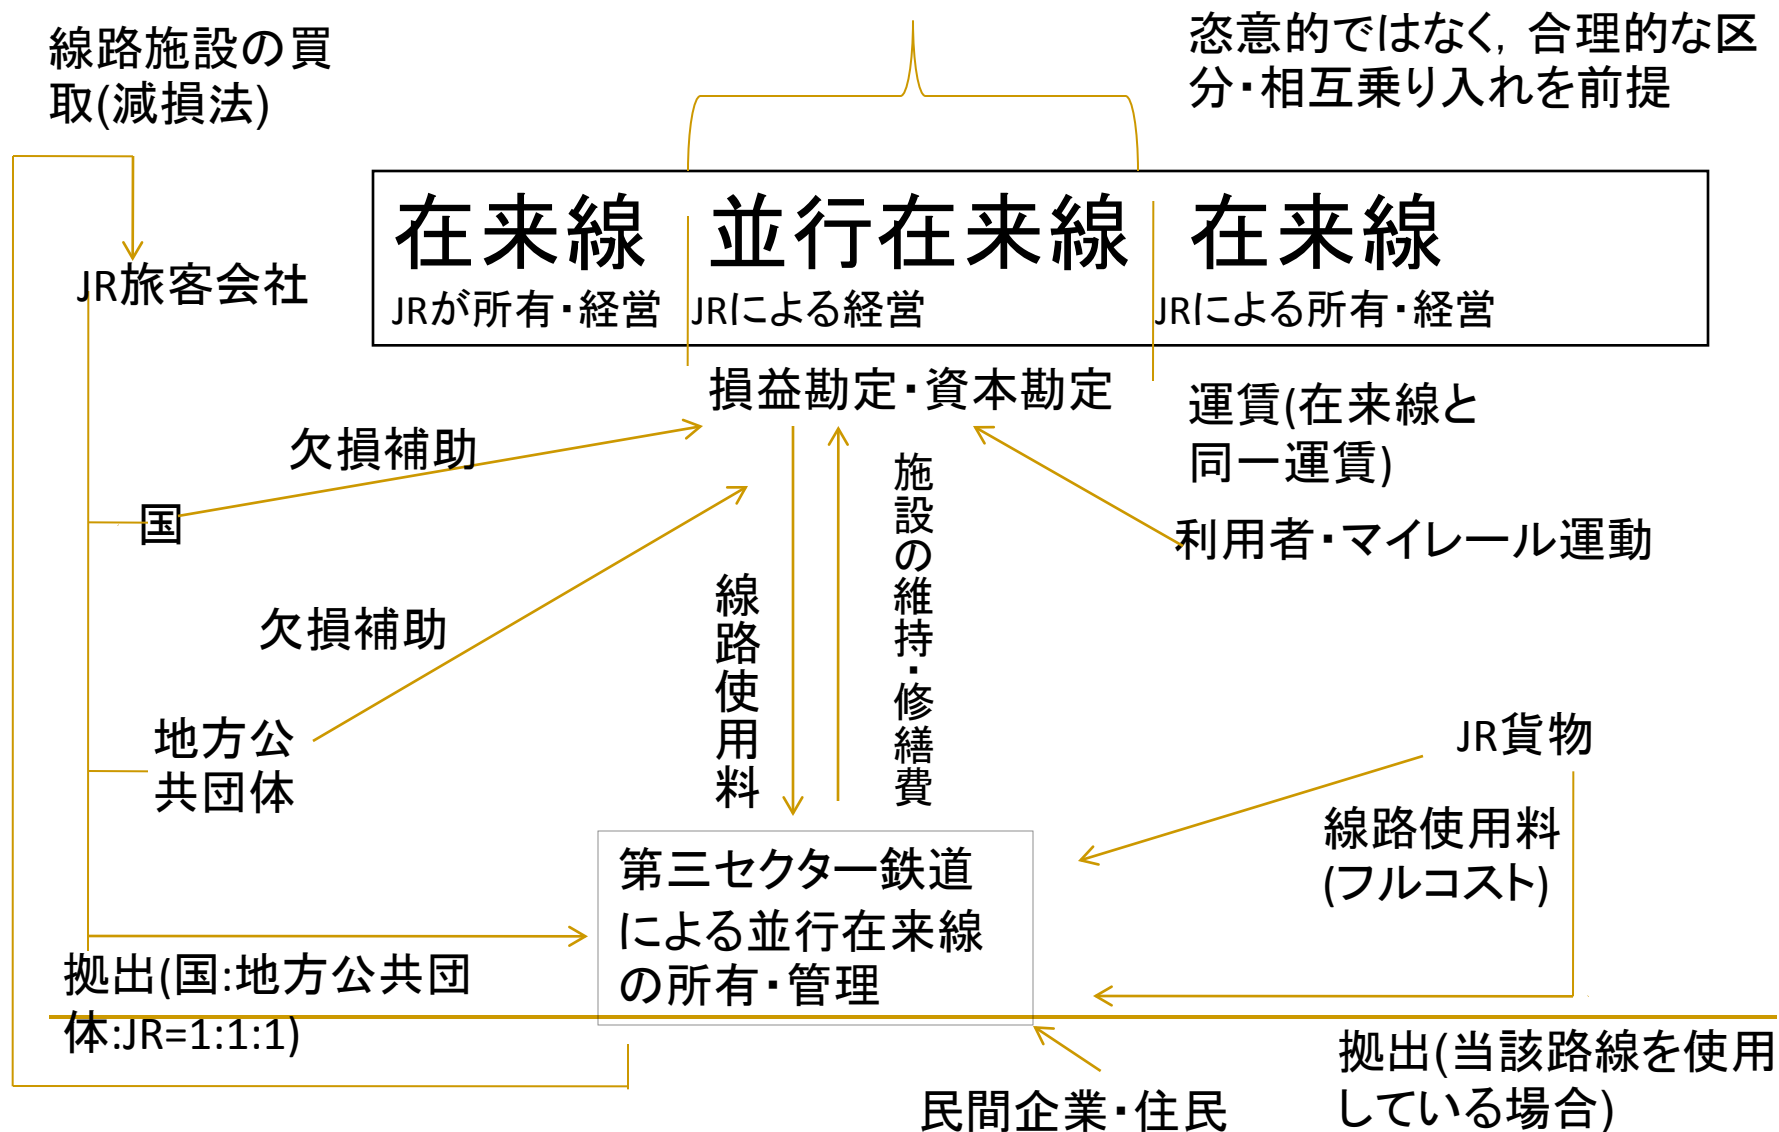 線路施設の買
取(減損法)
恣意的ではなく，合理的な区
分・相互乗り入れを前提
在来線
並行在来線
在来線
JRが所有・経営
JRによる経営
JRによる所有・経営
JR旅客会社
損益勘定・資本勘定
運賃(在来線と
同一運賃)
欠損補助
国
利用者・マイレール運動
施設の維持・修繕費
線路使用料
欠損補助
地方公
共団体
JR貨物
線路使用料
(フルコスト)
第三セクター鉄道
による並行在来線
の所有・管理
拠出(国:地方公共団
体:JR=1:1:1)
拠出(当該路線を使用
している場合)
民間企業・住民